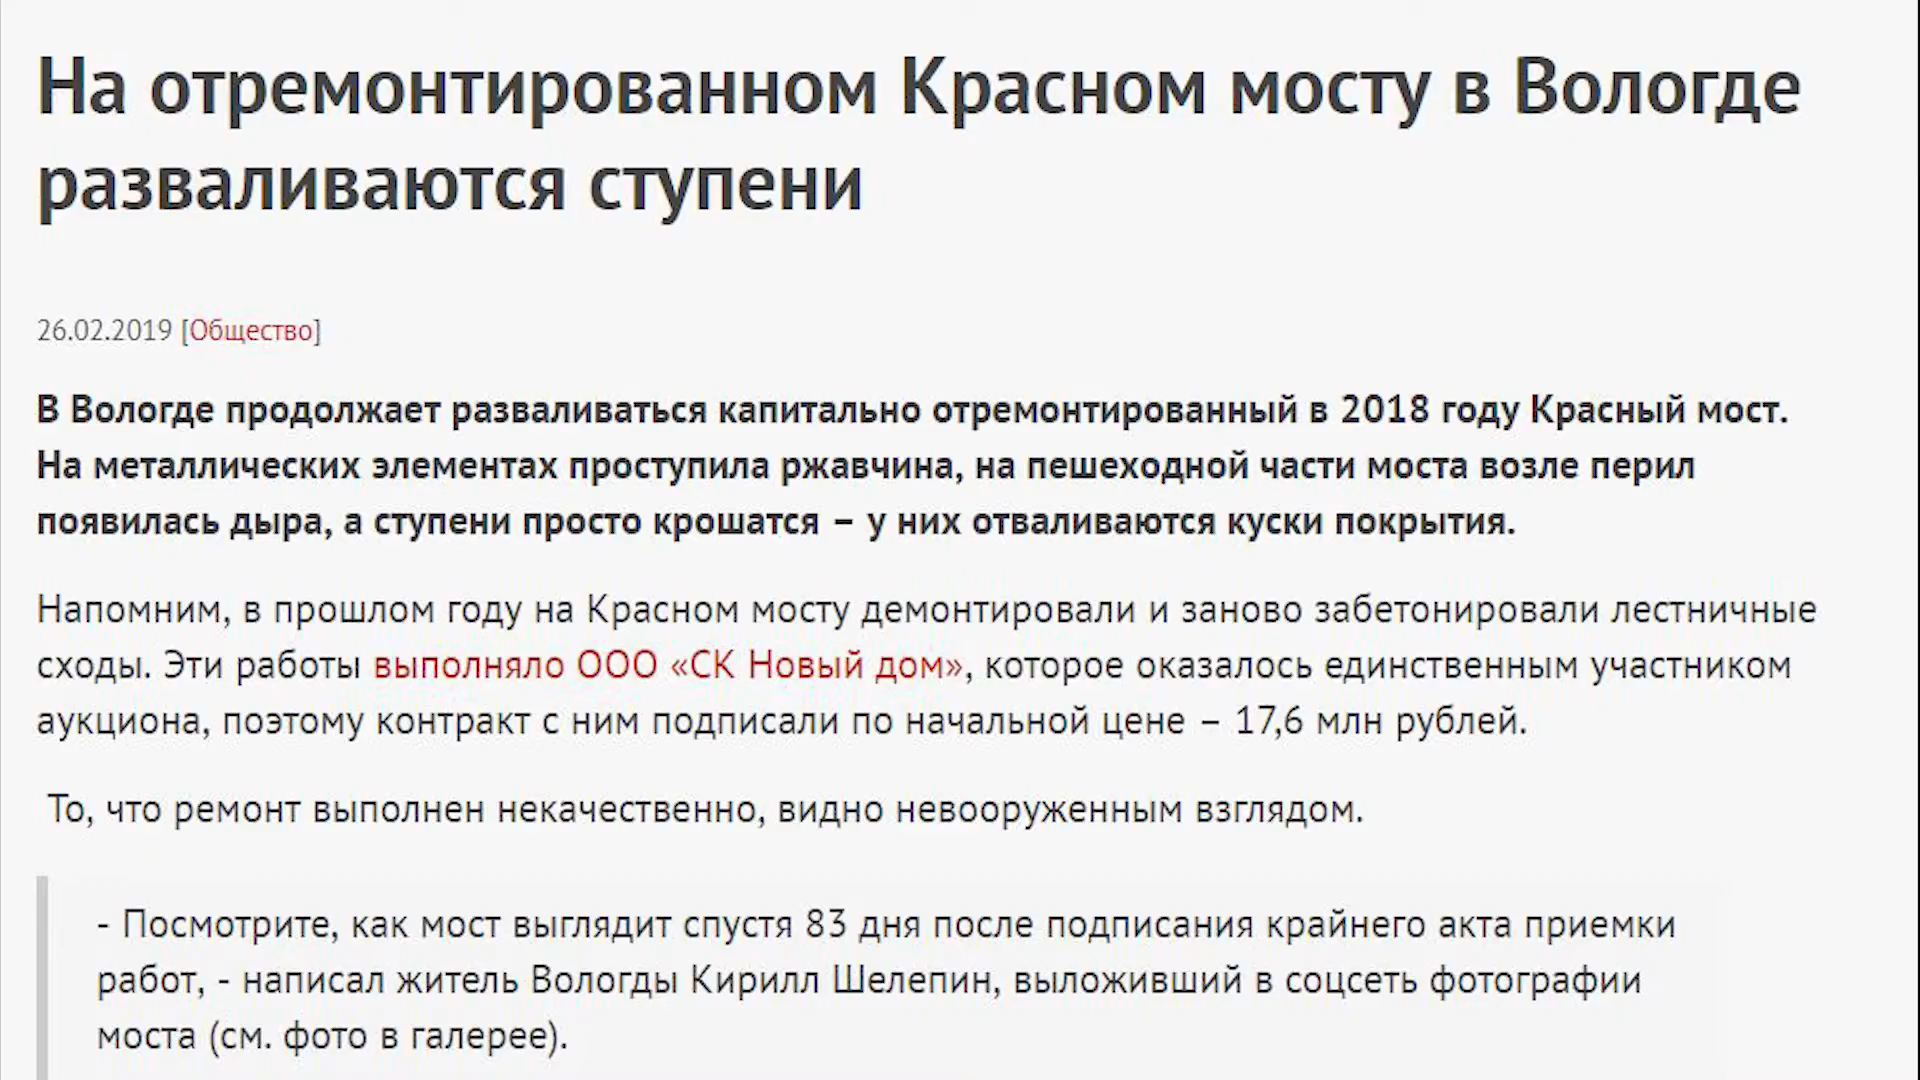 На отремонтированном Красном мосту в Вологде
разваливаются ступени
26.02.2019 [Общество]
В Вологде продолжает разваливаться капитально отремонтированный в 2018 году Красный мост.
На металлических элементах проступила ржавчина, на пешеходной части моста возле перил
появилась дыра, а ступени просто крошатся – у них отваливаются куски покрытия.
Напомним, в прошлом году на Красном мосту демонтировали и заново забетонировали лестничные
сходы. Эти работы выполняло ООО «СК Новый дом», которое оказалось единственным участником
аукциона, поэтому контракт с ним подписали по начальной цене – 17,6 млн рублей.
То, что ремонт выполнен некачественно, видно невооруженным взглядом.
- Посмотрите, как мост выглядит спустя 83 дня после подписания крайнего акта приемки
работ, - написал житель Вологды Кирилл Шелепин, выложивший в соцсеть фотографии
моста (см. фото в галерее).